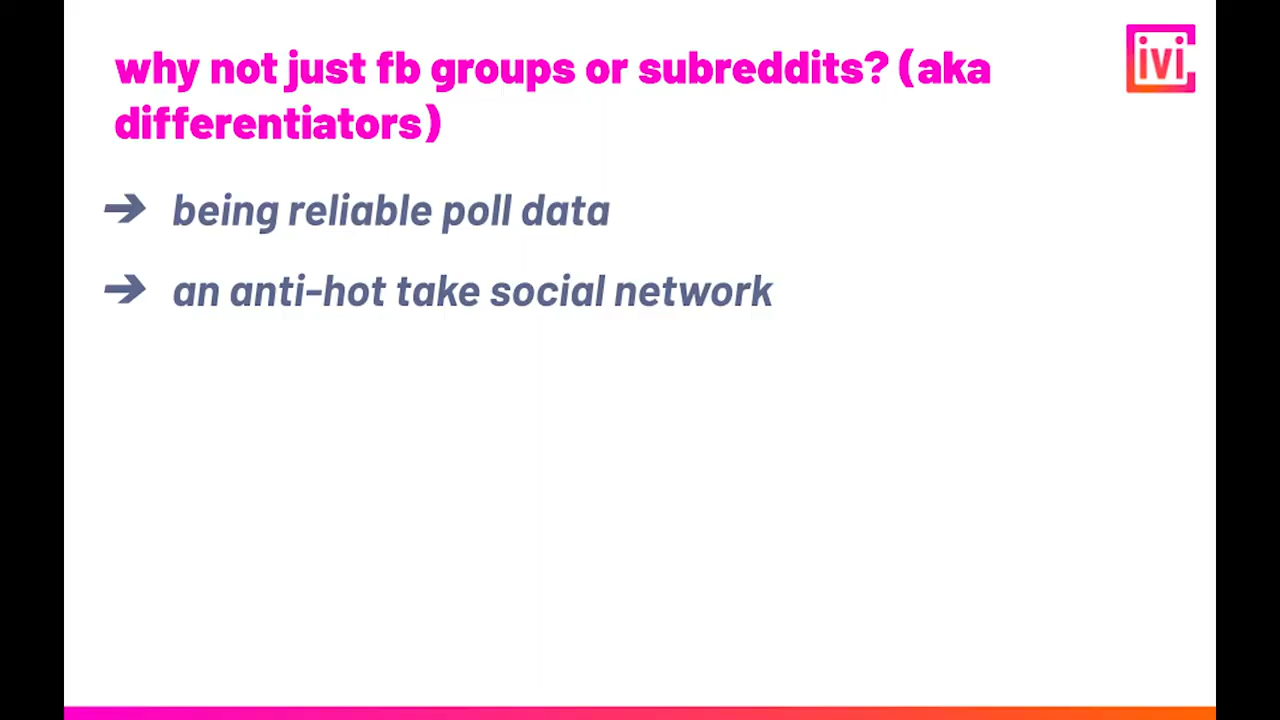 why not just fb groups or subreddits? (aka
differentiators)
ivi
➔ being reliable poll data
➔ an anti-hot take social network